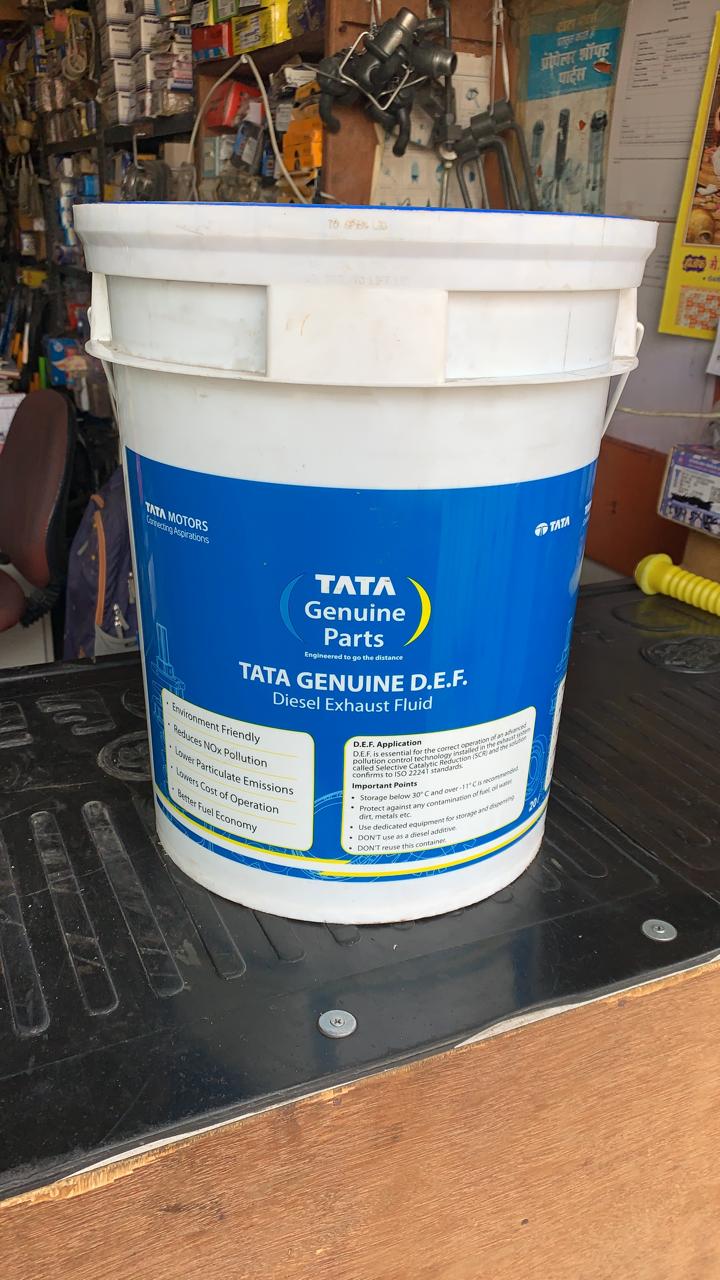 प्रोपेलर शॉफ्ट
पार्ट्स
TO OPEN LID
TATA MOTORS
Connecting Aspirations
TATA
TATA
Genuine
Parts
Engineered to go the distance
TATA GENUINE D.E.F.
Diesel Exhaust Fluid
• Environment Friendly
• Reduces NOx Pollution
• Lower Particulate Emissions
• Lowers Cost of Operation
• Better Fuel Economy
D.E.F. Application
D.E.F. is essential for the correct operation of an advanced
pollution control technology installed in the exhaust system
called Selective Catalytic Reduction (SCR) and the solution
confirms to ISO 22241 standards.
Important Points
• Storage below 30° C and over -11° C is recommended.
• Protect against any contamination of fuel, oil water,
dirt, metals etc.
• Use dedicated equipment for storage and dispensing.
• DON'T use as a diesel additive.
• DON'T reuse this container.
20